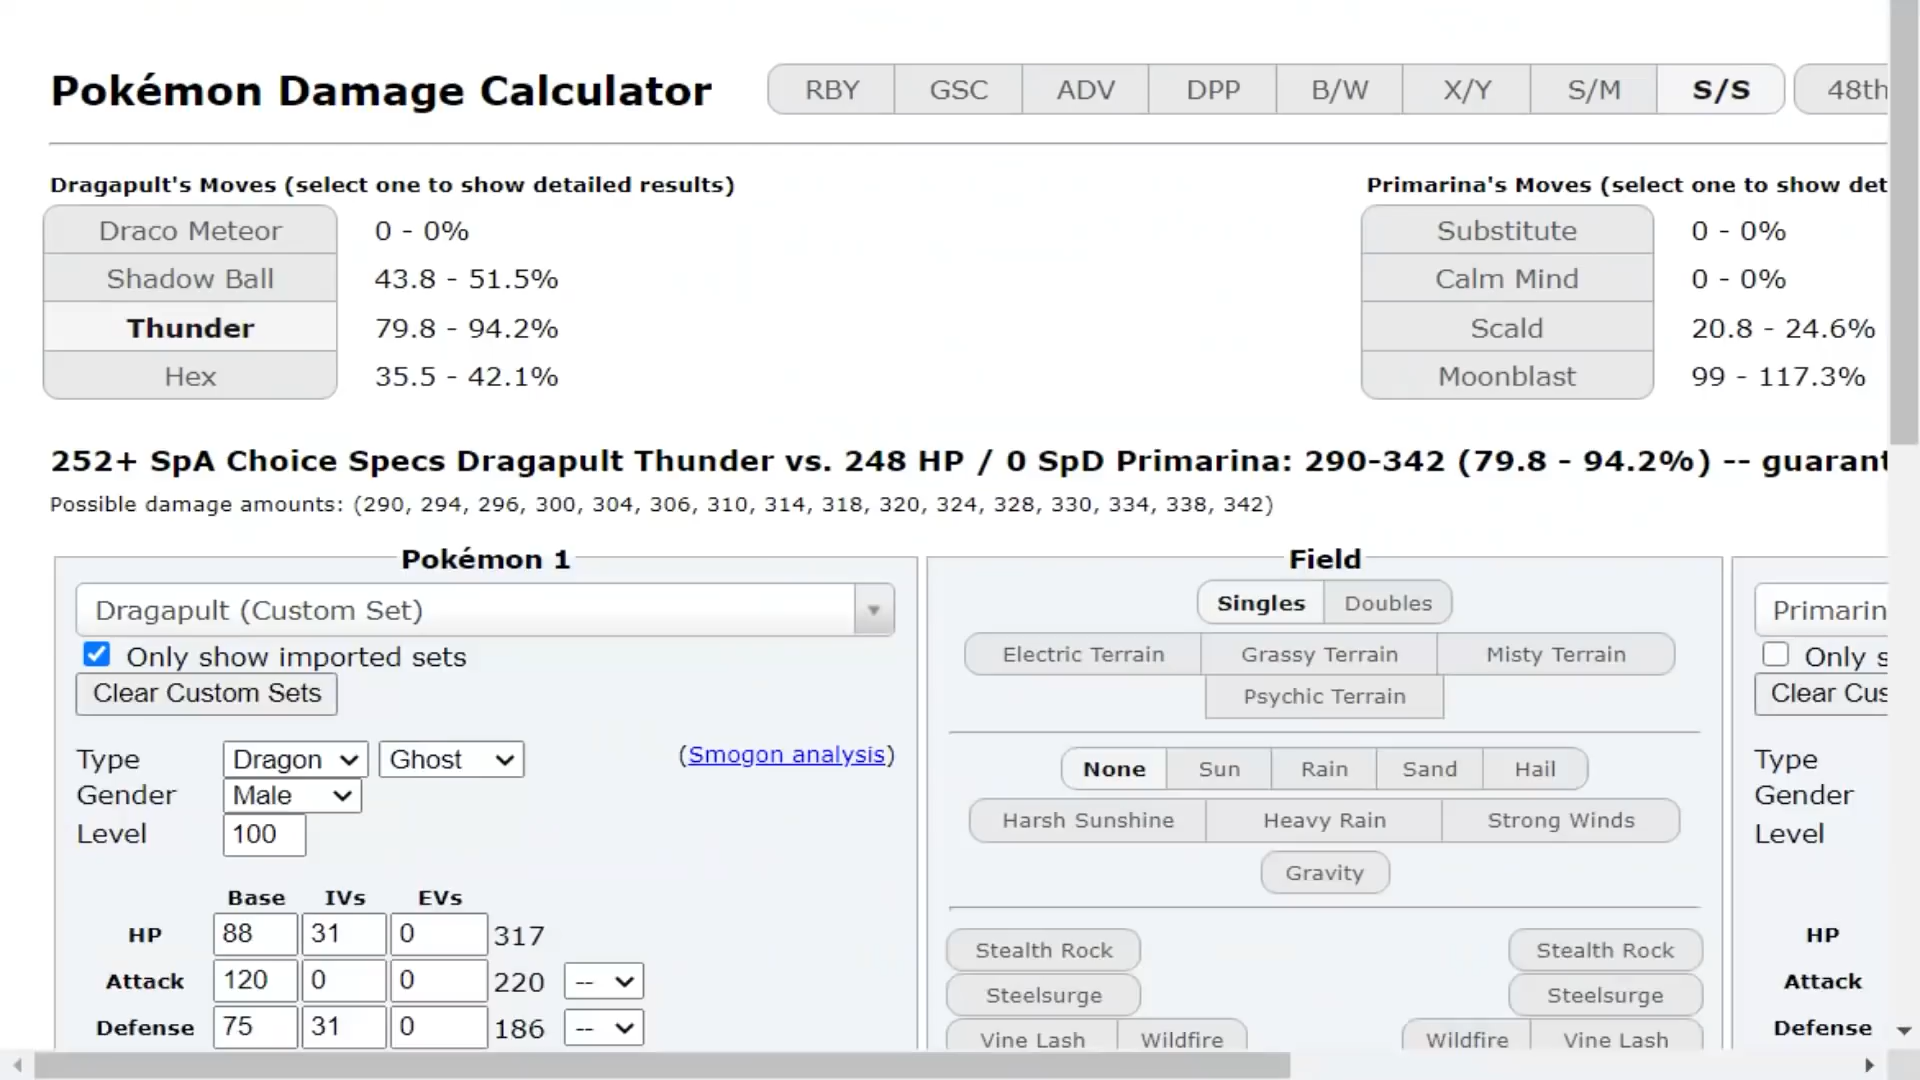 Pokémon Damage Calculator
RBY GSC ADV DPP B/W X/Y S/M S/S 48th
Dragapult's Moves (select one to show detailed results)
Draco Meteor 0 - 0%
Shadow Ball 43.8 - 51.5%
Thunder 79.8 - 94.2%
Hex 35.5 - 42.1%
Primarina's Moves (select one to show det
Substitute 0 - 0%
Calm Mind 0 - 0%
Scald 20.8 - 24.6%
Moonblast 99 - 117.3%
252+ SpA Choice Specs Dragapult Thunder vs. 248 HP / 0 SpD Primarina: 290-342 (79.8 - 94.2%) -- guarant
Possible damage amounts: (290, 294, 296, 300, 304, 306, 310, 314, 318, 320, 324, 328, 330, 334, 338, 342)
Pokémon 1
Dragapult (Custom Set)
Only show imported sets
Clear Custom Sets
Type Dragon Ghost (Smogon analysis)
Gender Male
Level 100
Base IVs EVs
HP 88 31 0 317
Attack 120 0 0 220 --
Defense 75 31 0 186 --
Field
Singles Doubles
Electric Terrain Grassy Terrain Misty Terrain
Psychic Terrain
None Sun Rain Sand Hail
Harsh Sunshine Heavy Rain Strong Winds
Gravity
Stealth Rock Stealth Rock
Steelsurge Steelsurge
Vine Lash Wildfire Wildfire Vine Lash
Primarin
Only s
Clear Cus
Type
Gender
Level
HP
Attack
Defense